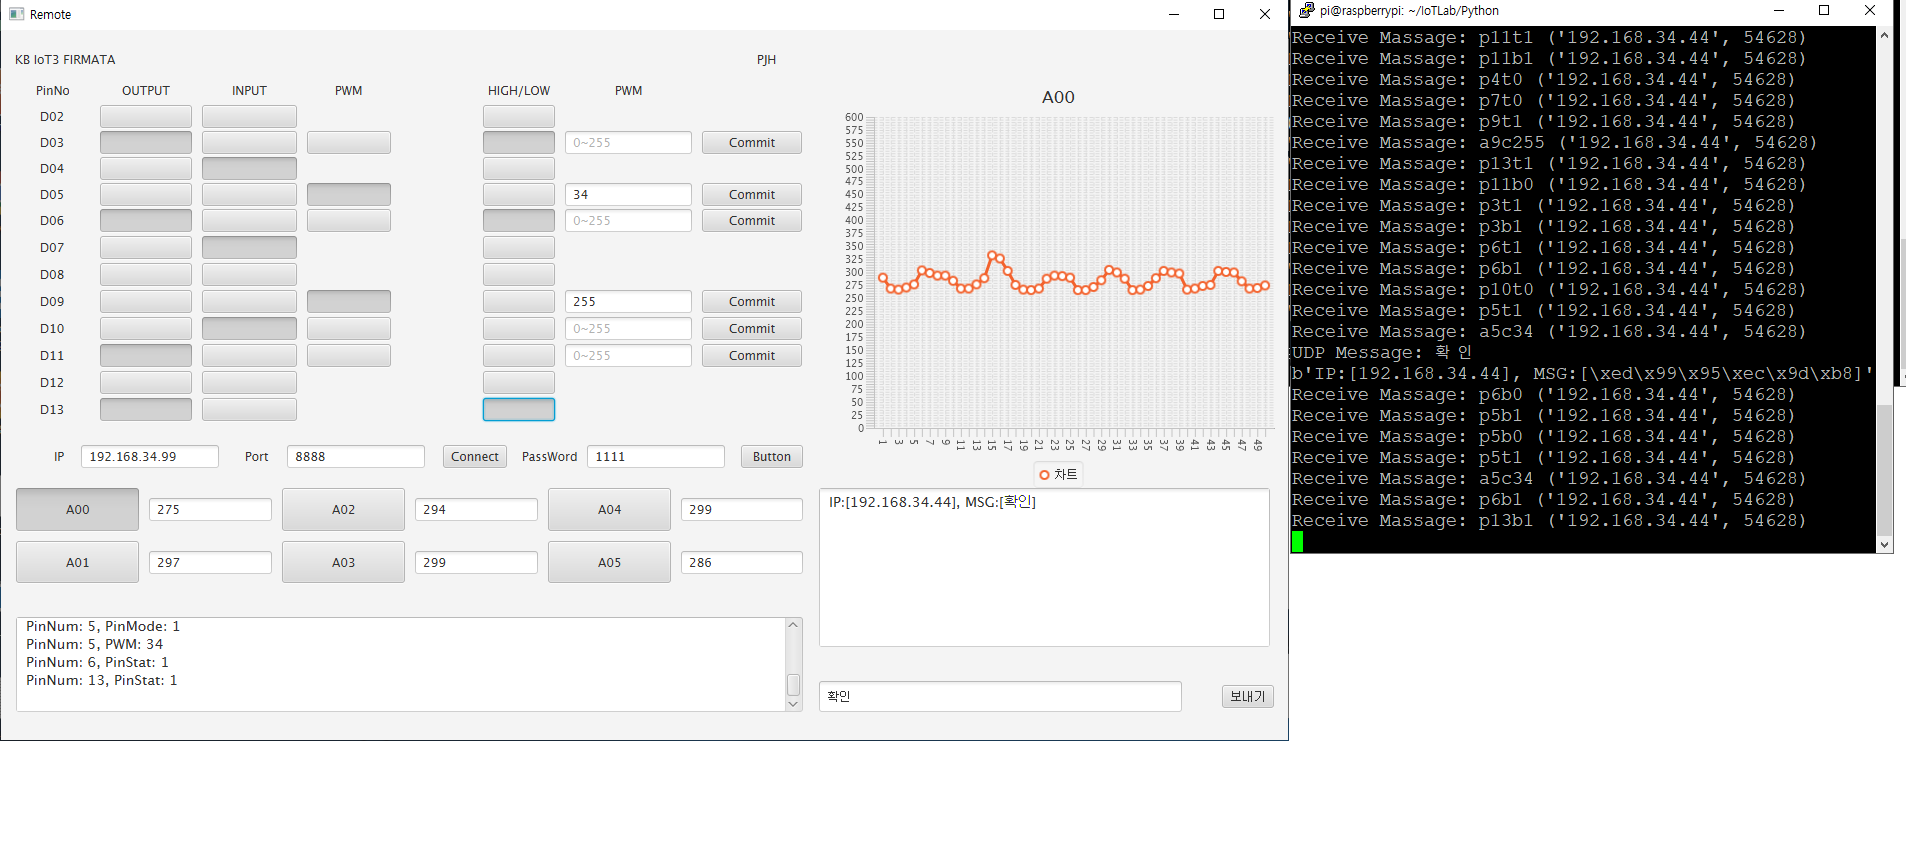 Remote
KB IoT3 FIRMATA
PJH
PinNo OUTPUT INPUT PWM HIGH/LOW PWM
D02
D03 0~255 Commit
D04
D05 34 Commit
D06 0~255 Commit
D07
D08
D09 255 Commit
D10 0~255 Commit
D11 0~255 Commit
D12
D13
IP 192.168.34.99 Port 8888 Connect PassWord 1111 Button
A00 275 A02 294 A04 299
A01 297 A03 299 A05 286
PinNum: 5, PinMode: 1
PinNum: 5, PWM: 34
PinNum: 6, PinStat: 1
PinNum: 13, PinStat: 1
A00
600
575
550
525
500
475
450
425
400
375
350
325
300
275
250
225
200
175
150
125
100
75
50
25
0
1 3 5 7 9 11 13 15 17 19 21 23 25 27 29 31 33 35 37 39 41 43 45 47 49
차트
IP:[192.168.34.44], MSG:[확인]
확인 보내기
pi@raspberrypi: ~/IoTLab/Python
Receive Massage: p11t1 ('192.168.34.44', 54628)
Receive Massage: p11b1 ('192.168.34.44', 54628)
Receive Massage: p4t0 ('192.168.34.44', 54628)
Receive Massage: p7t0 ('192.168.34.44', 54628)
Receive Massage: p9t1 ('192.168.34.44', 54628)
Receive Massage: a9c255 ('192.168.34.44', 54628)
Receive Massage: p13t1 ('192.168.34.44', 54628)
Receive Massage: p11b0 ('192.168.34.44', 54628)
Receive Massage: p3t1 ('192.168.34.44', 54628)
Receive Massage: p3b1 ('192.168.34.44', 54628)
Receive Massage: p6t1 ('192.168.34.44', 54628)
Receive Massage: p6b1 ('192.168.34.44', 54628)
Receive Massage: p10t0 ('192.168.34.44', 54628)
Receive Massage: p5t1 ('192.168.34.44', 54628)
Receive Massage: a5c34 ('192.168.34.44', 54628)
UDP Message: 확 인
b'IP:[192.168.34.44], MSG:[\xed\x99\x95\xec\x9d\xb8]'
Receive Massage: p6b0 ('192.168.34.44', 54628)
Receive Massage: p5b1 ('192.168.34.44', 54628)
Receive Massage: p5b0 ('192.168.34.44', 54628)
Receive Massage: p5t1 ('192.168.34.44', 54628)
Receive Massage: a5c34 ('192.168.34.44', 54628)
Receive Massage: p6b1 ('192.168.34.44', 54628)
Receive Massage: p13b1 ('192.168.34.44', 54628)